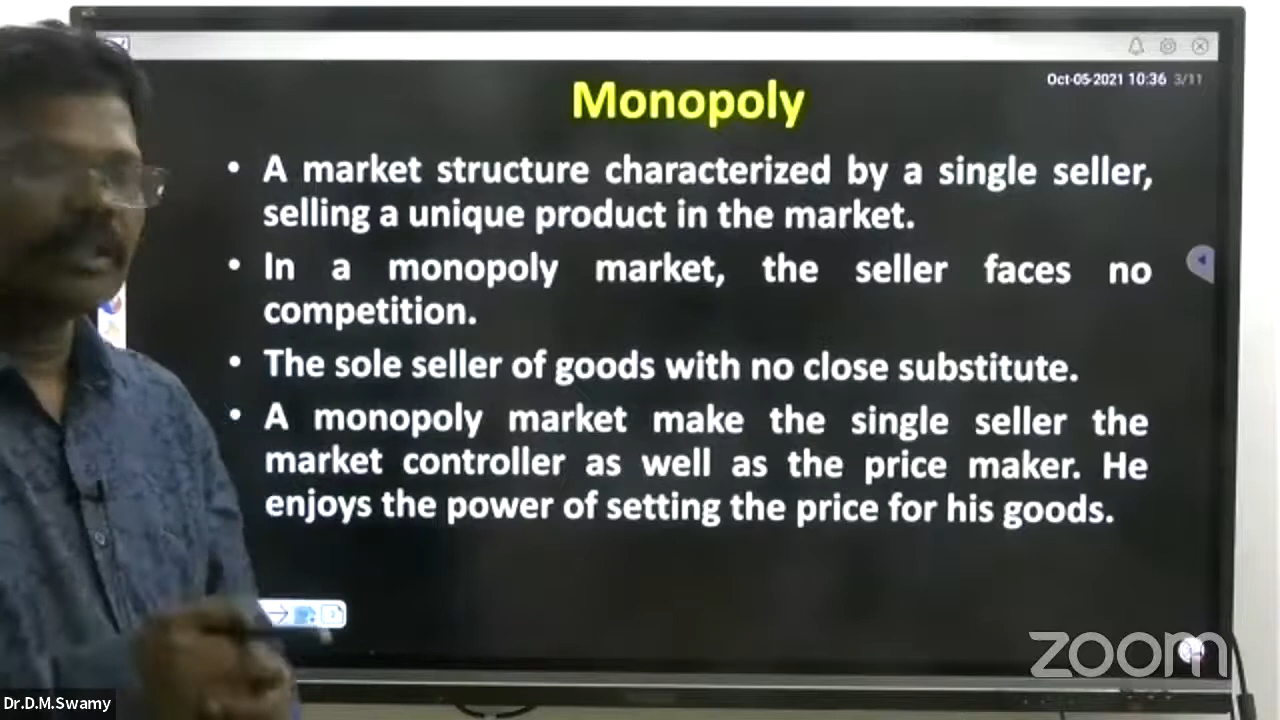 Oct-05-2021 10:36 3/11
Monopoly
• A market structure characterized by a single seller,
selling a unique product in the market.
• In a monopoly market, the seller faces no
competition.
• The sole seller of goods with no close substitute.
• A monopoly market make the single seller the
market controller as well as the price maker. He
enjoys the power of setting the price for his goods.
zoom
Dr.D.M.Swamy